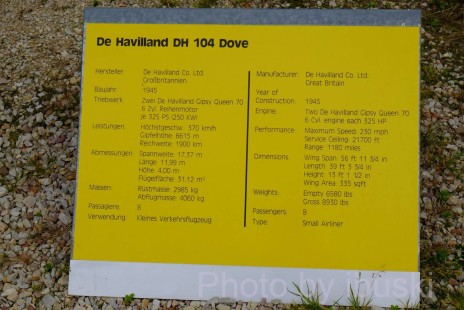 De Havilland DH 104 Dove
Hersteller: De Havilland Co. Ltd.
Großbritannien
Baujahr: 1945
Triebwerk: Zwei De Havilland Gipsy Queen 70
6 Zyl. Reihenmotor
je 325 PS (250 KW)
Leistungen: Höchstgeschw.: 370 km/h
Gipfelhöhe: 6615 m
Reichweite: 1900 km
Abmessungen: Spannweite: 17,37 m
Länge: 11,99 m
Höhe: 4,00 m
Flügelfläche: 31,12 m²
Massen: Rüstmasse: 2985 kg
Abflugmasse: 4060 kg
Passagiere: 8
Verwendung: Kleines Verkehrsflugzeug
Manufacturer: De Havilland Co. Ltd.
Great Britain
Year of
Construction: 1945
Engine: Two De Havilland Gipsy Queen 70
6 Cyl. engine each 325 HP
Performance: Maximum Speed: 230 mph
Service Ceiling: 21700 ft
Range: 1180 miles
Dimensions: Wing Span: 56 ft 11 3/4 in
Length: 39 ft 3 3/4 in
Height: 13 ft 1 1/2 in
Wing Area: 335 sqft
Weights: Empty 6580 lbs
Gross 8930 lbs
Passengers: 8
Type: Small Airliner
Photo by inuski